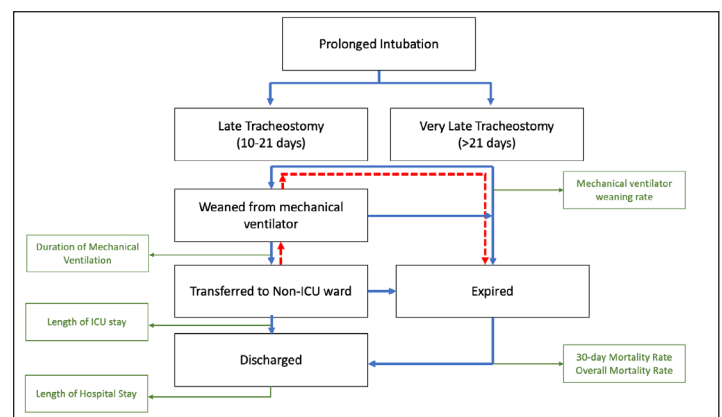 Prolonged Intubation
Late Tracheostomy
(10-21 days)
Very Late Tracheostomy
(>21 days)
Weaned from mechanical
ventilator
Mechanical ventilator
weaning rate
Duration of Mechanical
Ventilation
Transferred to Non-ICU ward
Expired
Length of ICU stay
Discharged
30-day Mortality Rate
Overall Mortality Rate
Length of Hospital Stay